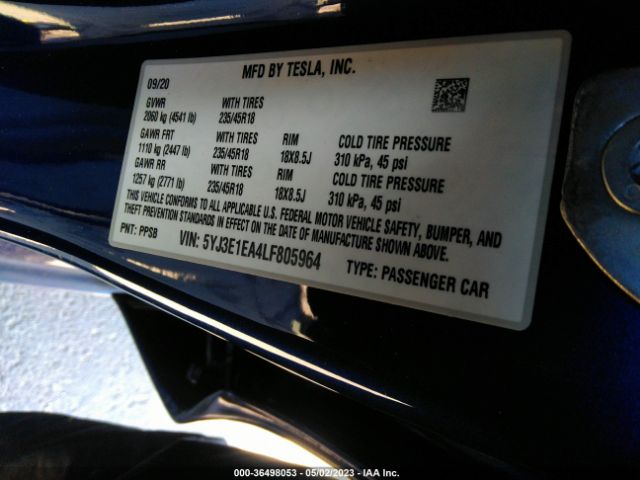 MFD BY TESLA, INC.
09/20
GVWR WITH TIRES
2060 kg (4541 lb) 235/45R18
GAWR FRT WITH TIRES RIM COLD TIRE PRESSURE
1110 kg (2447 lb) 235/45R18 18X8.5J 310 kPa, 45 psi
GAWR RR WITH TIRES RIM COLD TIRE PRESSURE
1257 kg (2771 lb) 235/45R18 18X8.5J 310 kPa, 45 psi
THIS VEHICLE CONFORMS TO ALL APPLICABLE U.S. FEDERAL MOTOR VEHICLE SAFETY, BUMPER, AND
THEFT PREVENTION STANDARDS IN EFFECT ON THE DATE OF MANUFACTURE SHOWN ABOVE.
PNT: PPSB VIN: 5YJ3E1EA4LF805964 TYPE: PASSENGER CAR
000-36498053 - 05/02/2023 - IAA Inc.